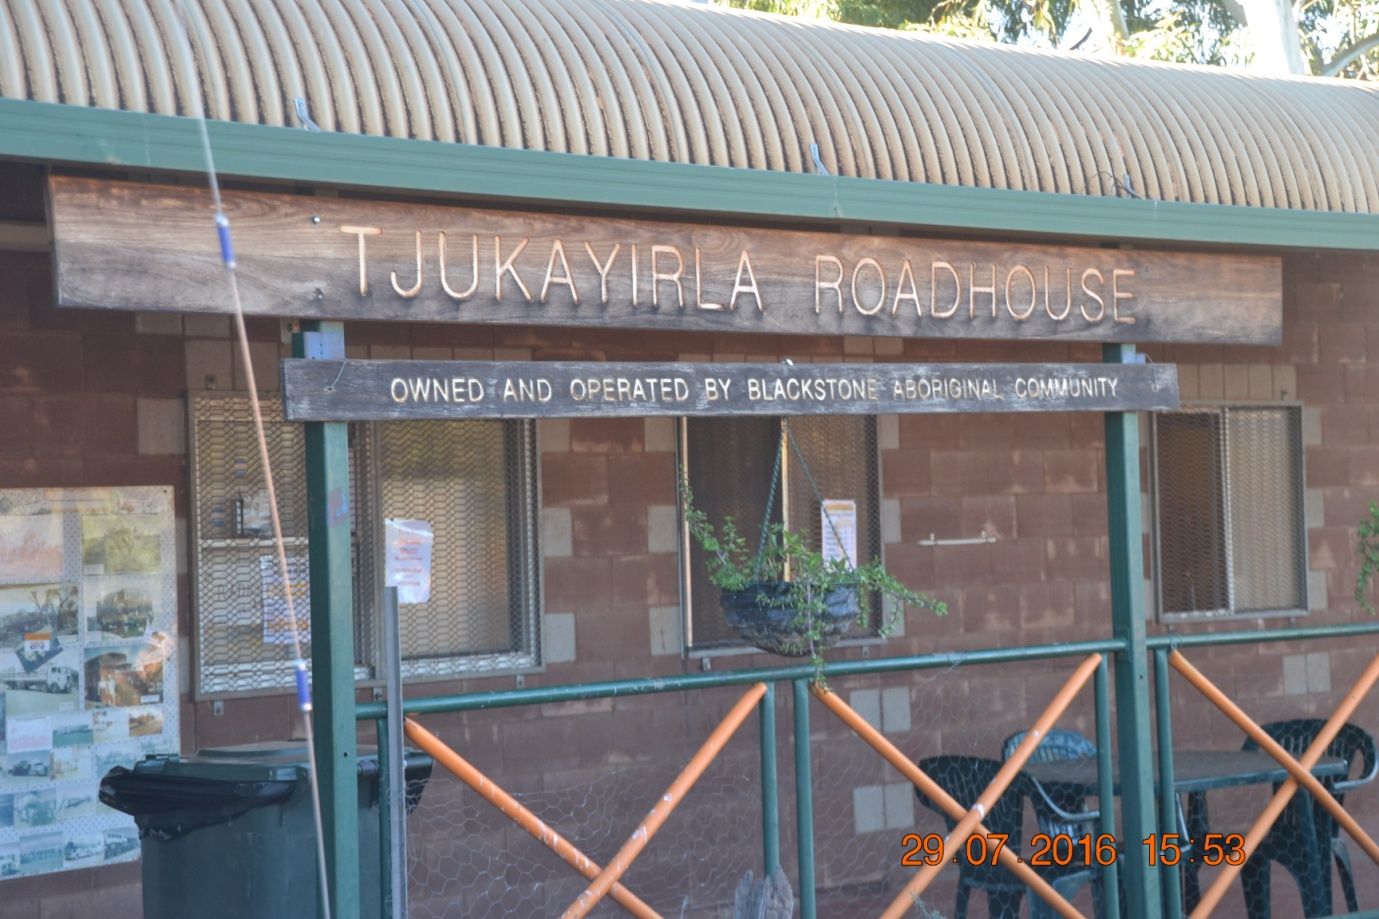 TJUKAYIRLA ROADHOUSE
OWNED AND OPERATED BY BLACKSTONE ABORIGINAL COMMUNITY
29.07.2016 15:53